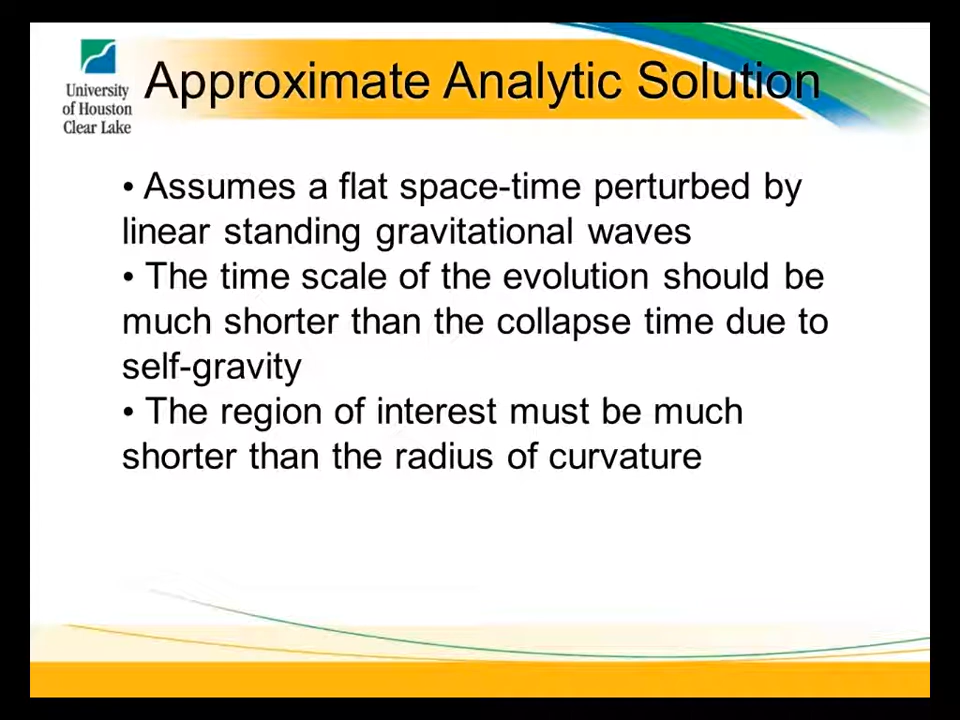 University
of Houston
Clear Lake
Approximate Analytic Solution
• Assumes a flat space-time perturbed by
linear standing gravitational waves
• The time scale of the evolution should be
much shorter than the collapse time due to
self-gravity
• The region of interest must be much
shorter than the radius of curvature